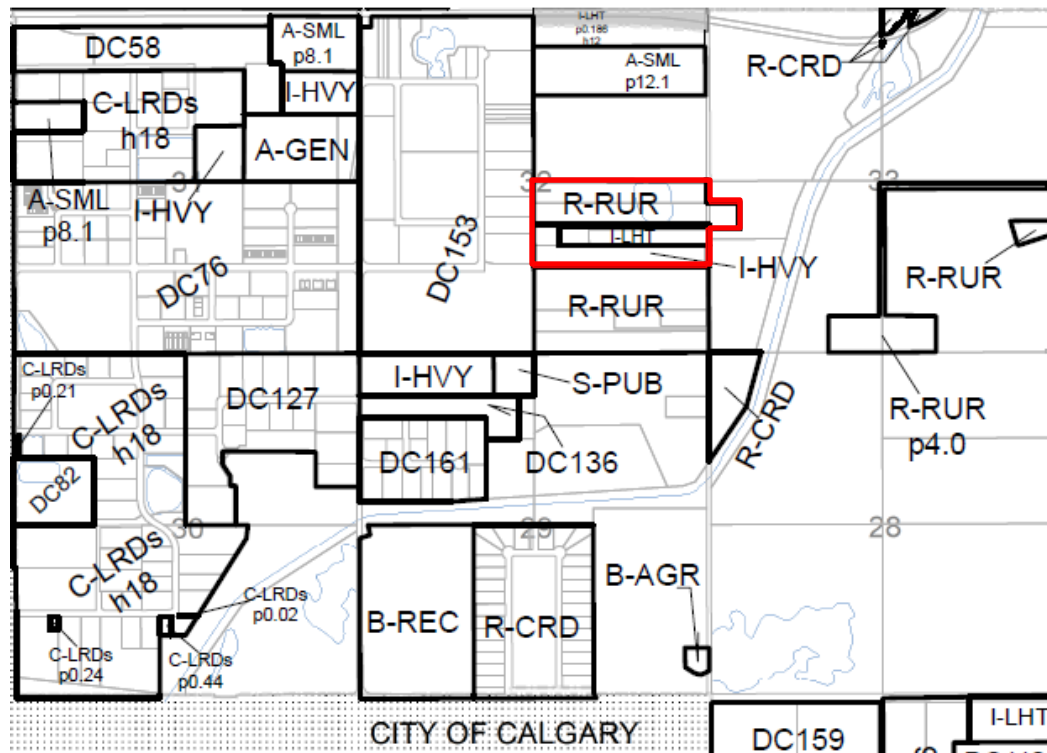 I-LHT
p0.186
h12
A-SML
p8.1
DC58
R-CRD
A-SML
p12.1
I-HVY
C-LRDs
h18
A-GEN
32
33
R-RUR
A-SML
p8.1
I-HVY
I-LHT
DC153
I-HVY
R-RUR
DC76
R-RUR
C-LRDs
p0.21
I-HVY
S-PUB
C-LRDs
h18
DC127
R-CRD
R-RUR
p4.0
DC161
DC136
DC82
30
29
28
C-LRDs
h18
B-AGR
C-LRDs
p0.02
B-REC
R-CRD
C-LRDs
p0.24
C-LRDs
p0.44
CITY OF CALGARY
DC159
I-LHT